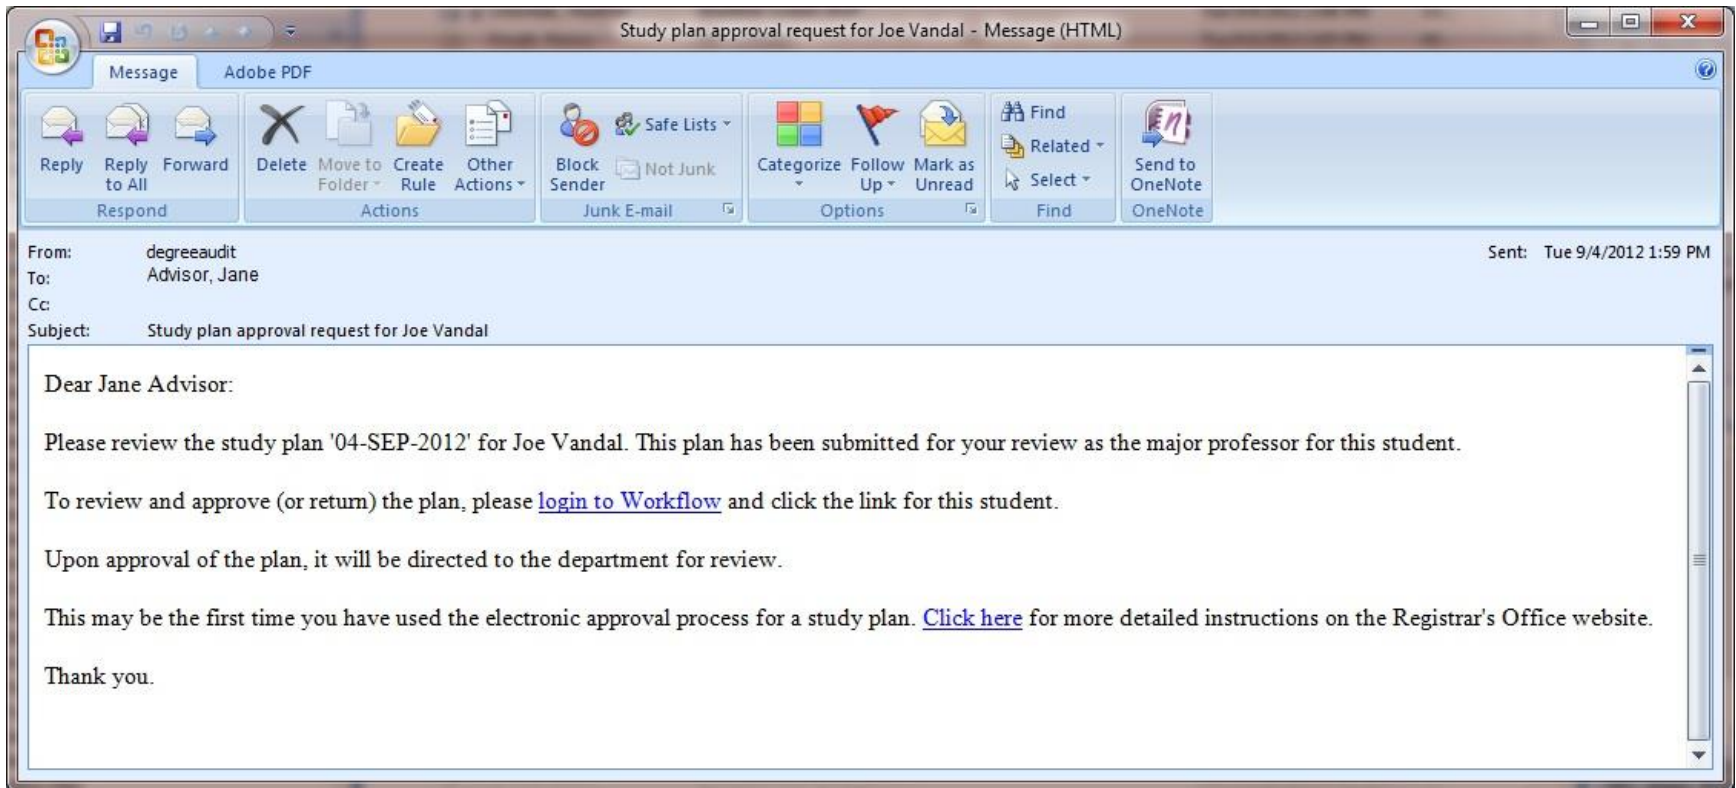 Study plan approval request for Joe Vandal - Message (HTML)
Message Adobe PDF
Reply
Reply to All
Forward
Delete
Move to Folder
Create Rule
Other Actions
Block Sender
Safe Lists
Not Junk
Categorize
Follow Up
Mark as Unread
Find
Related
Select
Send to OneNote
Respond Actions Junk E-mail Options Find OneNote
From: degreeaudit Sent: Tue 9/4/2012 1:59 PM
To: Advisor, Jane
Cc:
Subject: Study plan approval request for Joe Vandal
Dear Jane Advisor:
Please review the study plan '04-SEP-2012' for Joe Vandal. This plan has been submitted for your review as the major professor for this student.
To review and approve (or return) the plan, please login to Workflow and click the link for this student.
Upon approval of the plan, it will be directed to the department for review.
This may be the first time you have used the electronic approval process for a study plan. Click here for more detailed instructions on the Registrar's Office website.
Thank you.